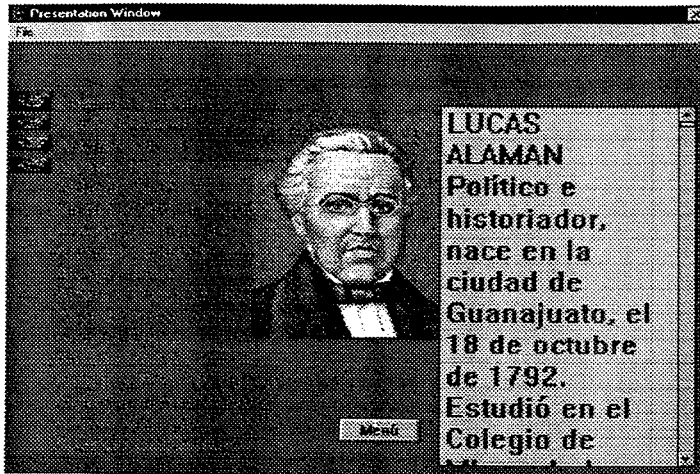 Presentation Window
File
LUCAS
ALAMAN
Político e
historiador,
nace en la
ciudad de
Guanajuato, el
18 de octubre
de 1792.
Estudió en el
Colegio de
Menú